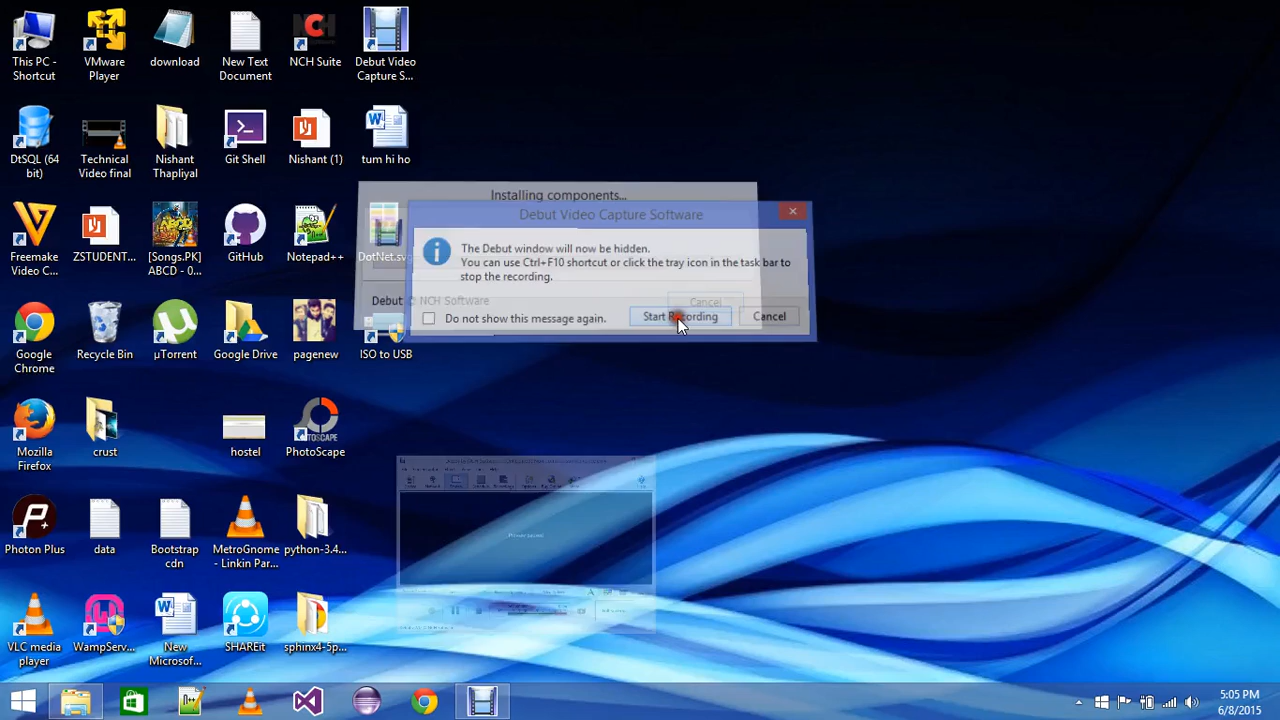 This PC -
Shortcut
VMware
Player
download
New Text
Document
NCH Suite
Debut Video
Capture S...
DtSQL (64
bit)
Technical
Video final
Nishant
Thapliyal
Git Shell
Nishant (1)
tum hi ho
Freemake
Video C...
ZSTUDENT...
[Songs.PK]
ABCD - 0...
GitHub
Notepad++
DotNet.svg
Installing components...
Debut Video Capture Software
The Debut window will now be hidden.
You can use Ctrl+F10 shortcut or click the tray icon in the task bar to
stop the recording.
Debut © NCH Software
Cancel
Do not show this message again.
Start Recording
Cancel
Google
Chrome
Recycle Bin
µTorrent
Google Drive
pagenew
ISO to USB
Mozilla
Firefox
crust
hostel
PhotoScape
Photon Plus
data
Bootstrap
cdn
MetroGnome
- Linkin Par...
python-3.4...
VLC media
player
WampServ...
New
Microsof...
SHAREit
sphinx4-5p...
5:05 PM
6/8/2015